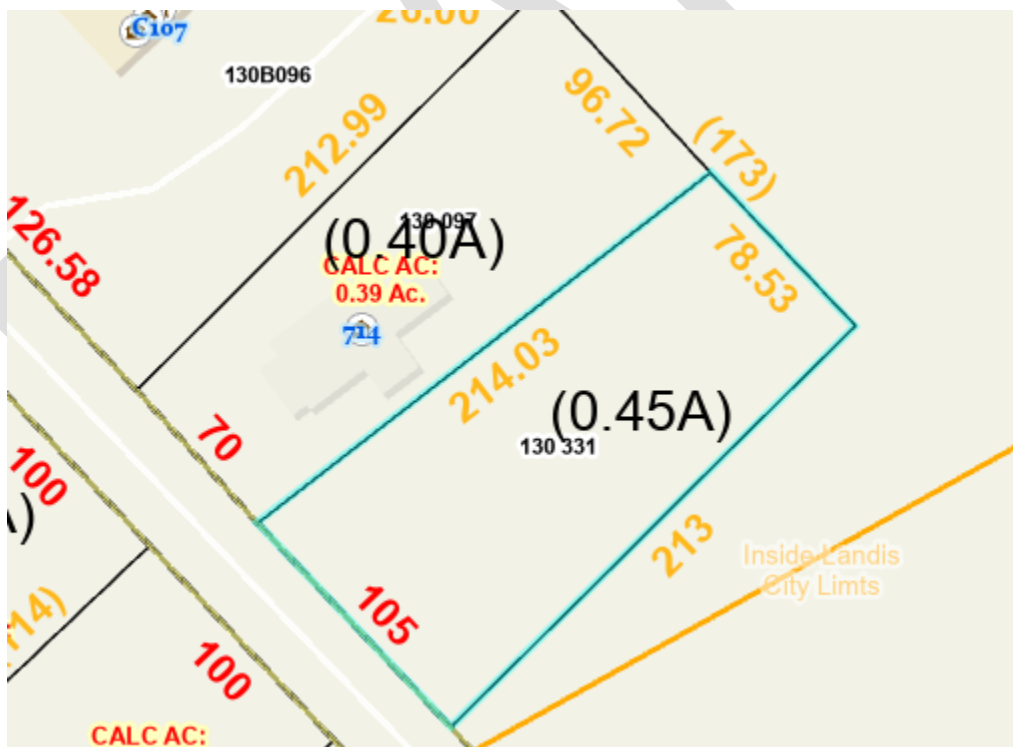 26.00
C107
130B096
96.72
(173)
212.99
126.58
130 097
(0.40A)
CALC AC:
0.39 Ac.
714
78.53
214.03
(0.45A)
130 331
70
100
213
Inside Landis
City Limts
105
100
CALC AC: